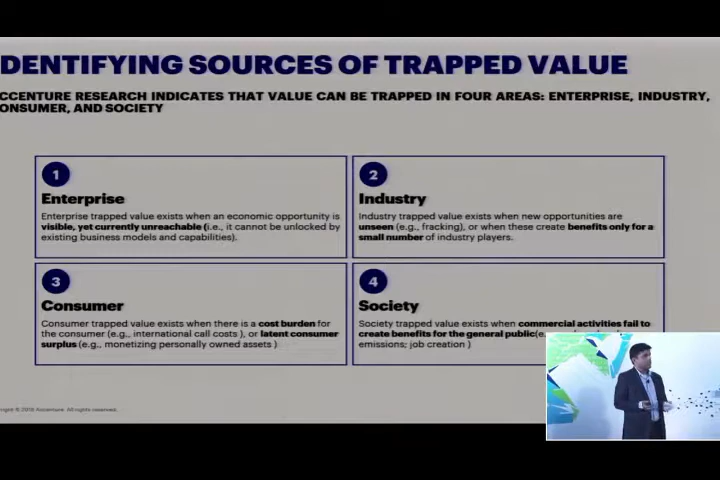 DENTIFYING SOURCES OF TRAPPED VALUE
CCENTURE RESEARCH INDICATES THAT VALUE CAN BE TRAPPED IN FOUR AREAS: ENTERPRISE, INDUSTRY,
ONSUMER, AND SOCIETY
1
Enterprise
Enterprise trapped value exists when an economic opportunity is
visible, yet currently unreachable (i.e., it cannot be unlocked by
existing business models and capabilities).
2
Industry
Industry trapped value exists when new opportunities are
unseen (e.g., fracking), or when these create benefits only for a
small number of industry players.
3
Consumer
Consumer trapped value exists when there is a cost burden for
the consumer (e.g., international call costs ), or latent consumer
surplus (e.g., monetizing personally owned assets )
4
Society
Society trapped value exists when commercial activities fail to
create benefits for the general public(e.
emissions; job creation )
right © 2018 Accenture. All rights reserved.